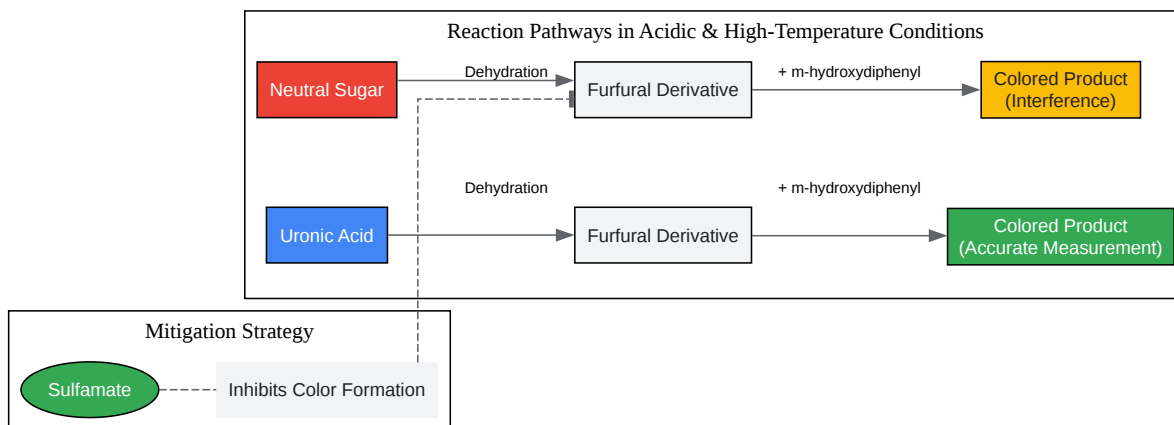 Reaction Pathways in Acidic & High-Temperature Conditions
Neutral Sugar
Dehydration
Furfural Derivative
+ m-hydroxydiphenyl
Colored Product
(Interference)
Uronic Acid
Dehydration
Furfural Derivative
+ m-hydroxydiphenyl
Colored Product
(Accurate Measurement)
Mitigation Strategy
Sulfamate
Inhibits Color Formation